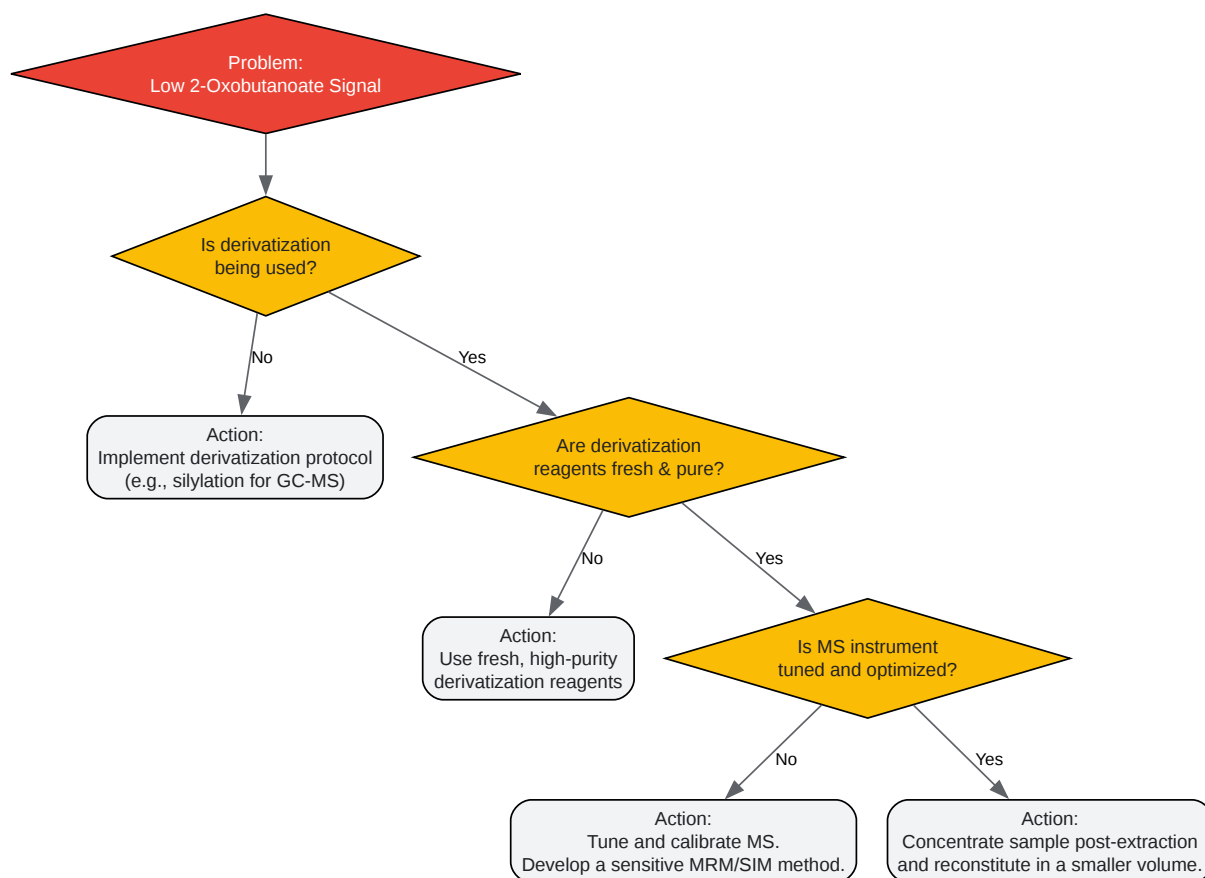 Problem:
Low 2-Oxobutanoate Signal
Is derivatization
being used?
No
Yes
Action:
Implement derivatization protocol
(e.g., silylation for GC-MS)
Are derivatization
reagents fresh & pure?
No
Yes
Action:
Use fresh, high-purity
derivatization reagents
Is MS instrument
tuned and optimized?
No
Yes
Action:
Tune and calibrate MS.
Develop a sensitive MRM/SIM method.
Action:
Concentrate sample post-extraction
and reconstitute in a smaller volume.